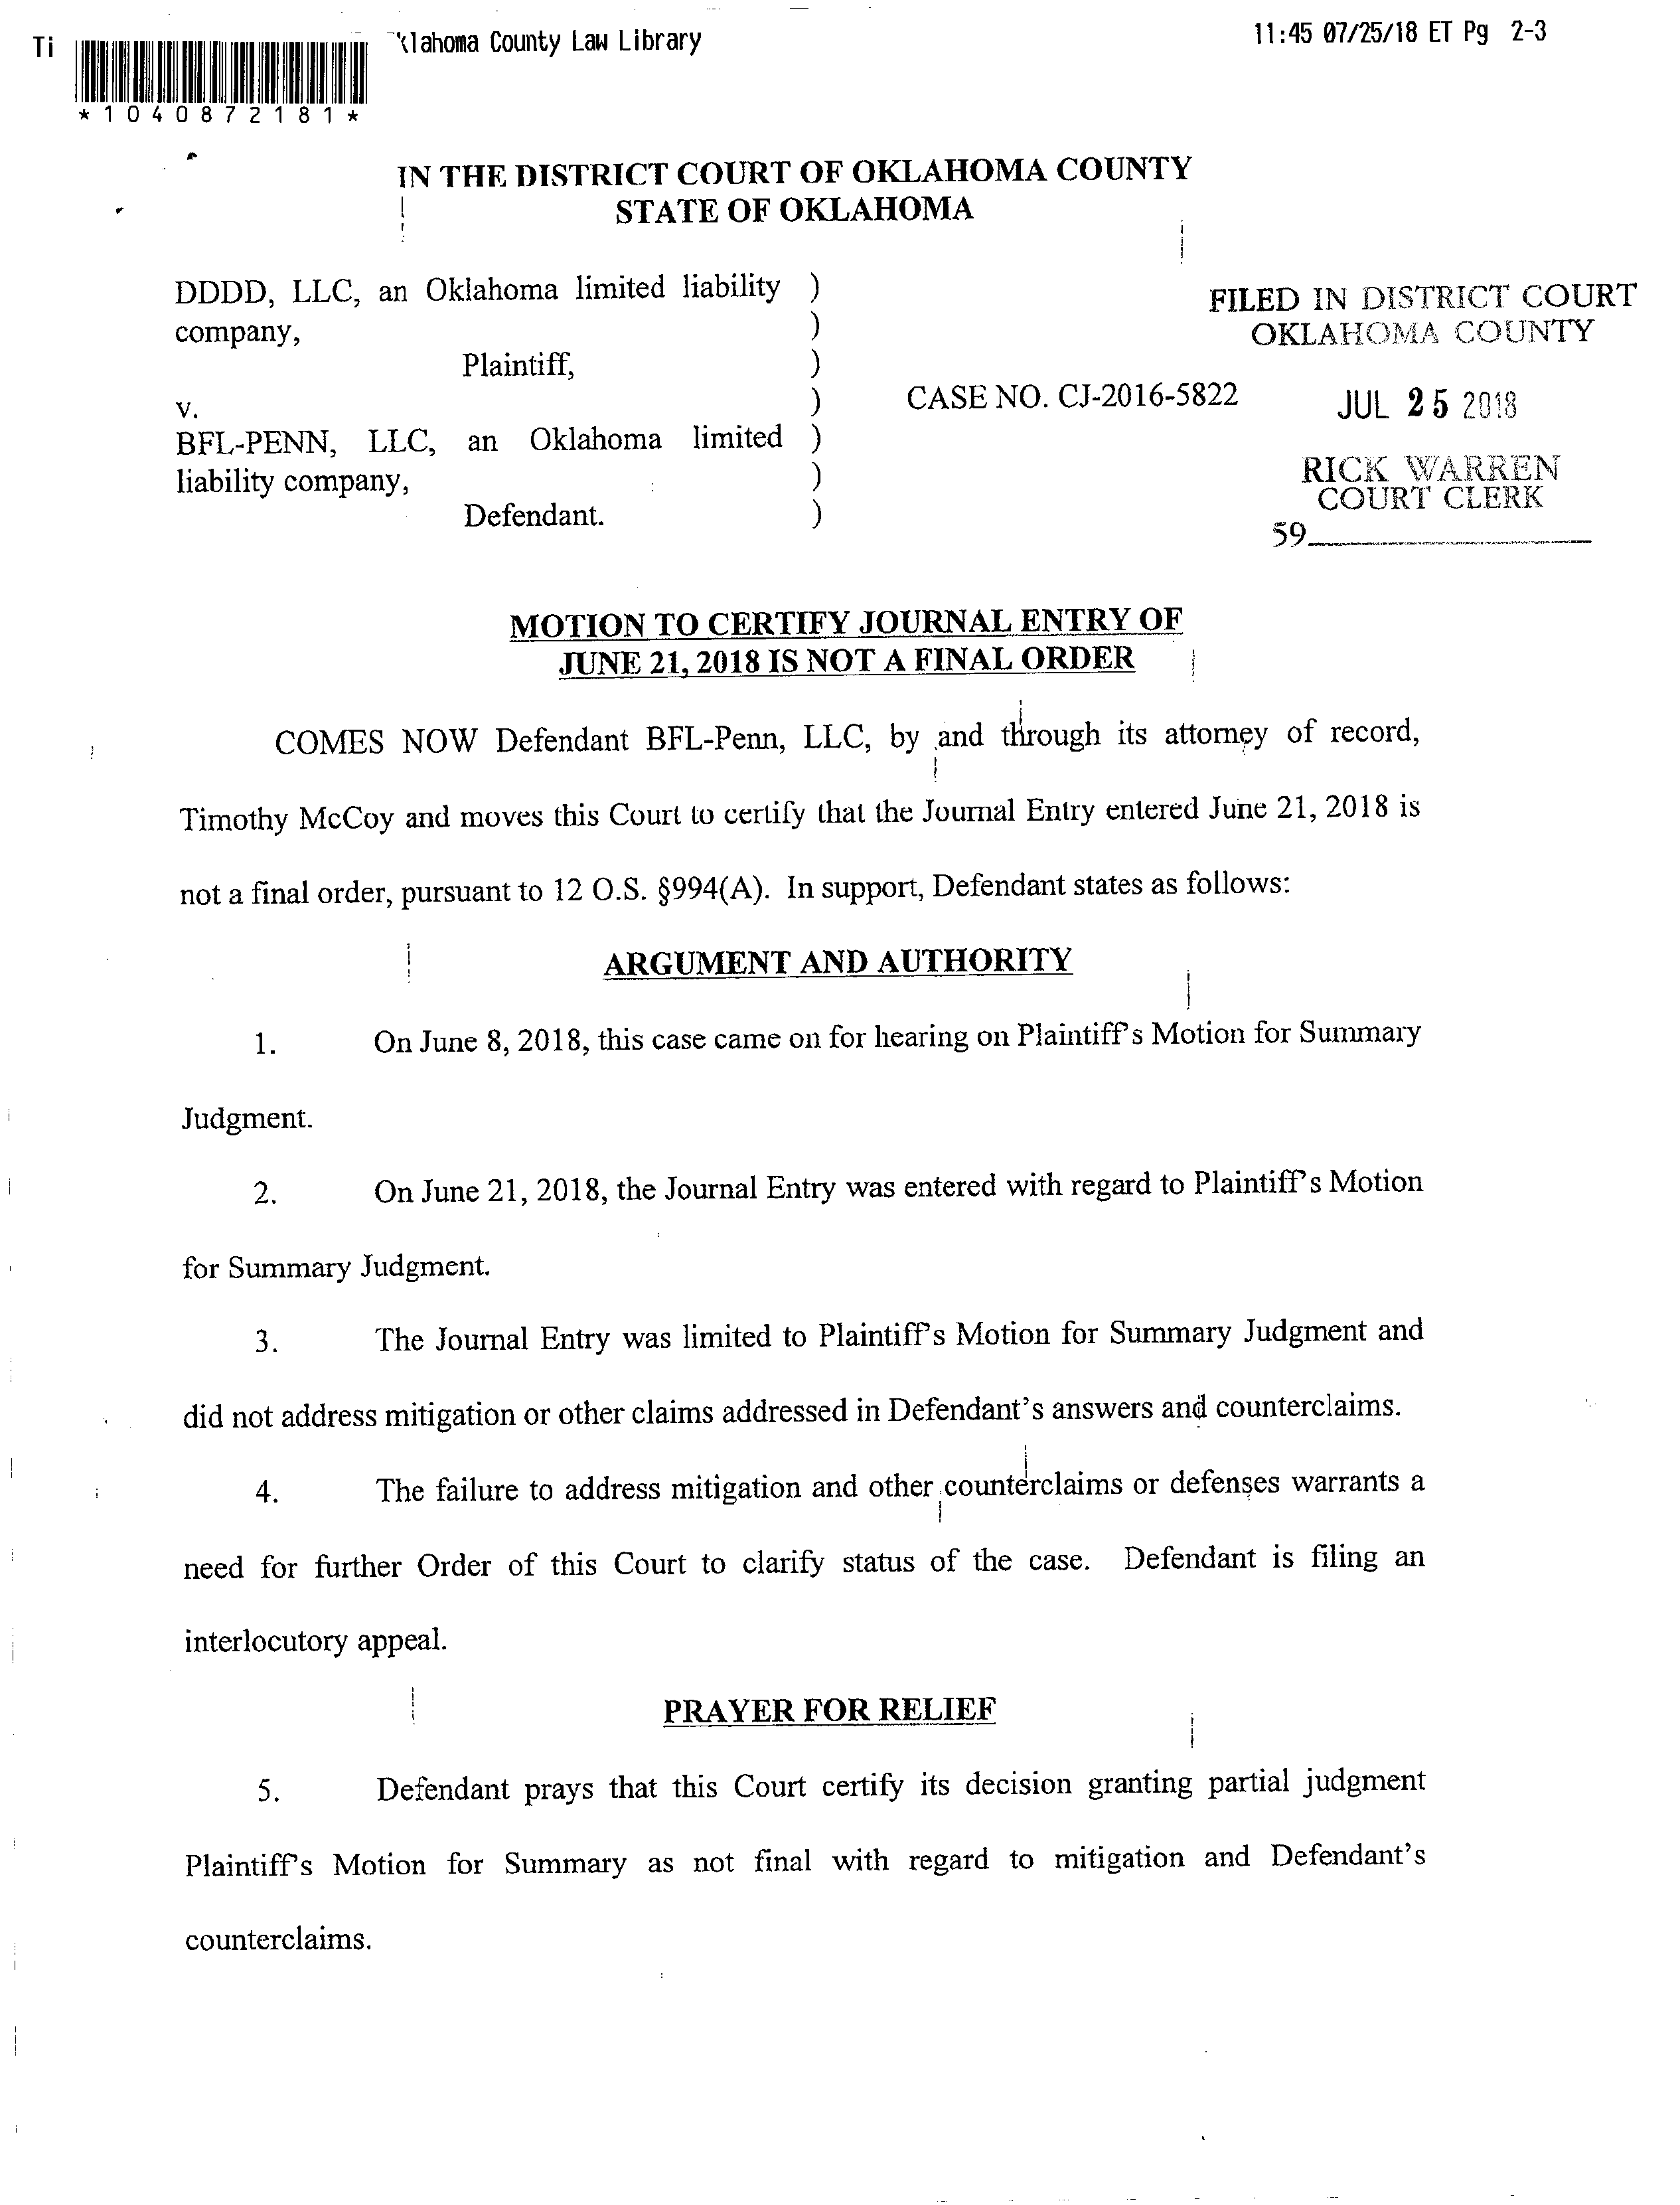 Ti klahoma County Law Library 11:45 07/25/18 ET Pg 2-3
*1040872181*
IN THE DISTRICT COURT OF OKLAHOMA COUNTY
STATE OF OKLAHOMA
DDDD, LLC, an Oklahoma limited liability )
company, )
Plaintiff, )
v. )
BFL-PENN, LLC, an Oklahoma limited )
liability company, )
Defendant. )
CASE NO. CJ-2016-5822
FILED IN DISTRICT COURT
OKLAHOMA COUNTY
JUL 25 2018
RICK WARREN
COURT CLERK
59
MOTION TO CERTIFY JOURNAL ENTRY OF
JUNE 21, 2018 IS NOT A FINAL ORDER
COMES NOW Defendant BFL-Penn, LLC, by and through its attorney of record,
Timothy McCoy and moves this Court to certify that the Journal Entry entered June 21, 2018 is
not a final order, pursuant to 12 O.S. §994(A). In support, Defendant states as follows:
ARGUMENT AND AUTHORITY
1. On June 8, 2018, this case came on for hearing on Plaintiff's Motion for Summary
Judgment.
2. On June 21, 2018, the Journal Entry was entered with regard to Plaintiff's Motion
for Summary Judgment.
3. The Journal Entry was limited to Plaintiff's Motion for Summary Judgment and
did not address mitigation or other claims addressed in Defendant's answers and counterclaims.
4. The failure to address mitigation and other counterclaims or defenses warrants a
need for further Order of this Court to clarify status of the case. Defendant is filing an
interlocutory appeal.
PRAYER FOR RELIEF
5. Defendant prays that this Court certify its decision granting partial judgment
Plaintiff's Motion for Summary as not final with regard to mitigation and Defendant's
counterclaims.